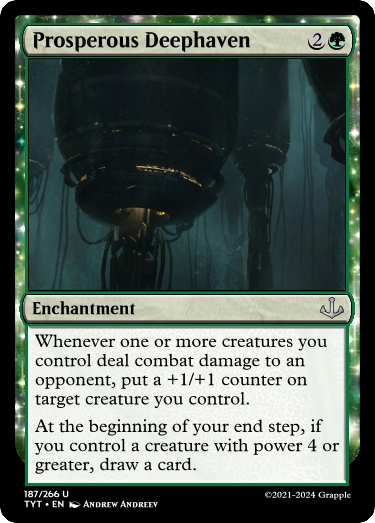 Prosperous Deephaven 2
Enchantment
Whenever one or more creatures you
control deal combat damage to an
opponent, put a +1/+1 counter on
target creature you control.
At the beginning of your end step, if
you control a creature with power 4 or
greater, draw a card.
187/266 U
TYT • EN Andrew Andreev ©2021-2024 Grapple